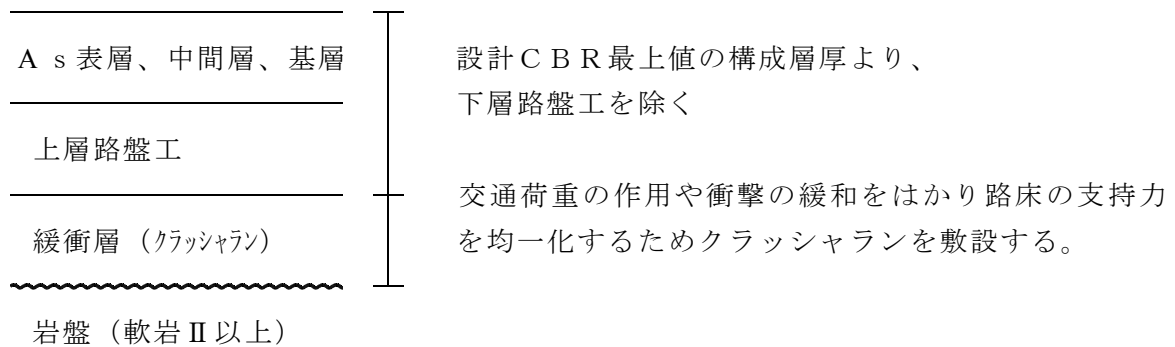 Ａｓ表層、中間層、基層
設計ＣＢＲ最上値の構成層厚より、
下層路盤工を除く
上層路盤工
交通荷重の作用や衝撃の緩和をはかり路床の支持力
を均一化するためクラッシャランを敷設する。
緩衝層（ｸﾗｯｼｬﾗﾝ）
岩盤（軟岩Ⅱ以上）